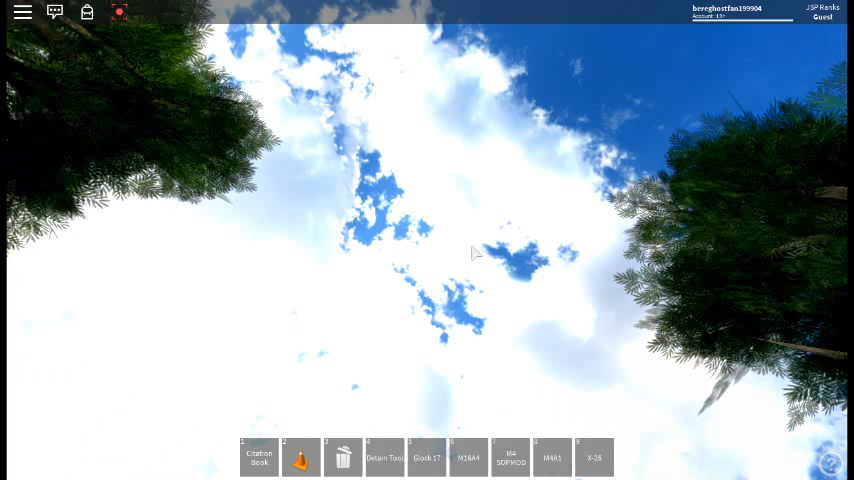 bereghostfan199904
Account: 13+
JSP Ranks
Guest
1
Citation
Book
2
3
4
Detain Tool
5
Glock 17
6
M16A4
7
M4
SOPMOD
8
M4A1
9
X-26
?